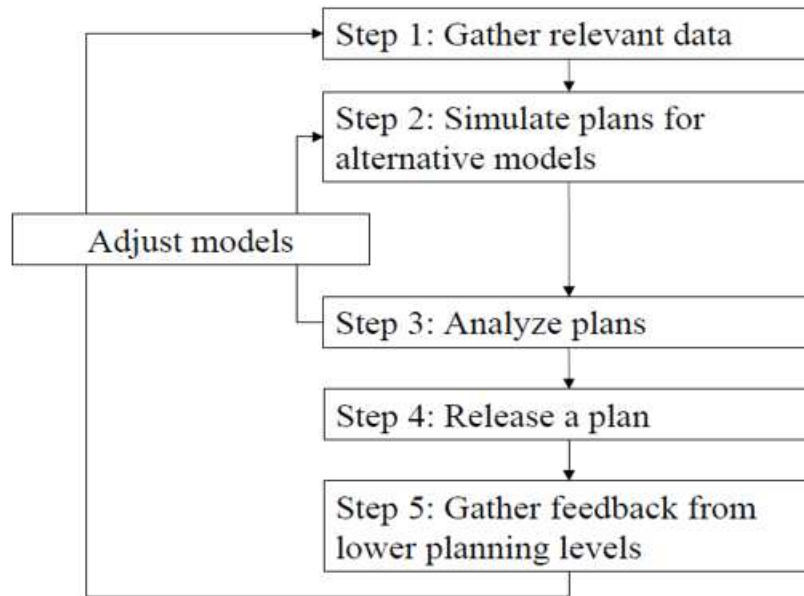 Step 1: Gather relevant data
Step 2: Simulate plans for
alternative models
Adjust models
Step 3: Analyze plans
Step 4: Release a plan
Step 5: Gather feedback from
lower planning levels